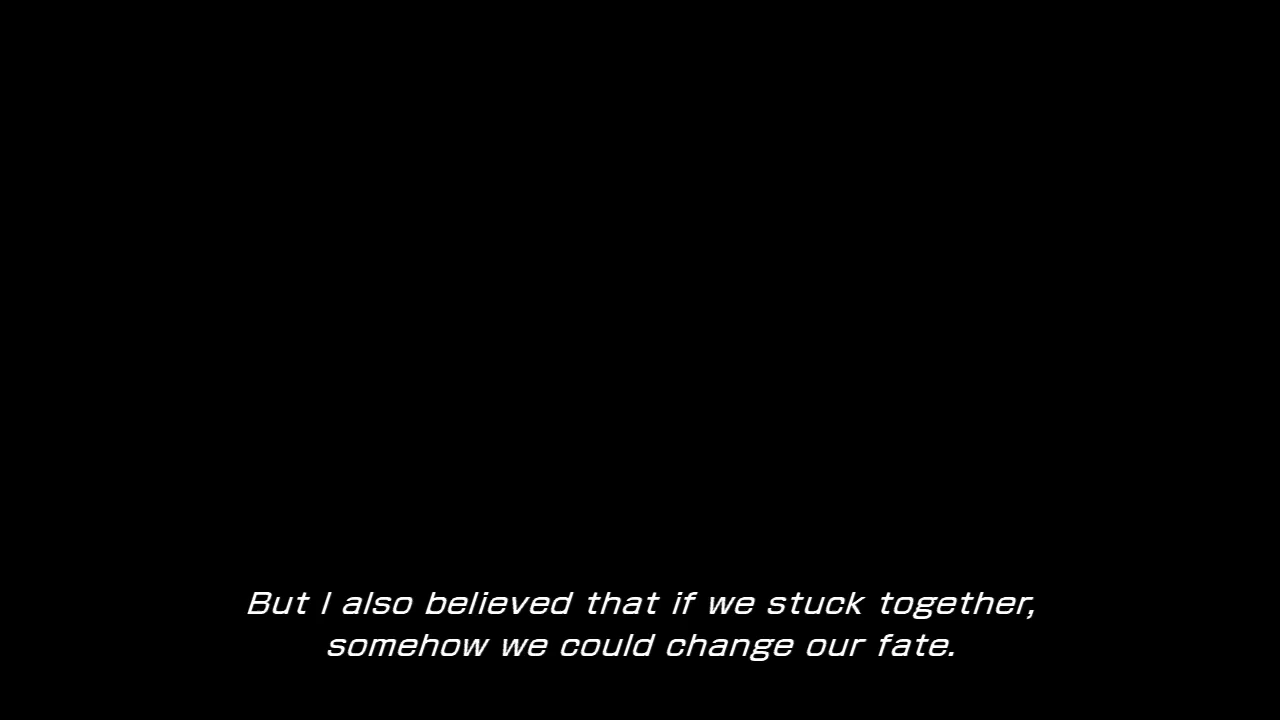 But I also believed that if we stuck together,
somehow we could change our fate.